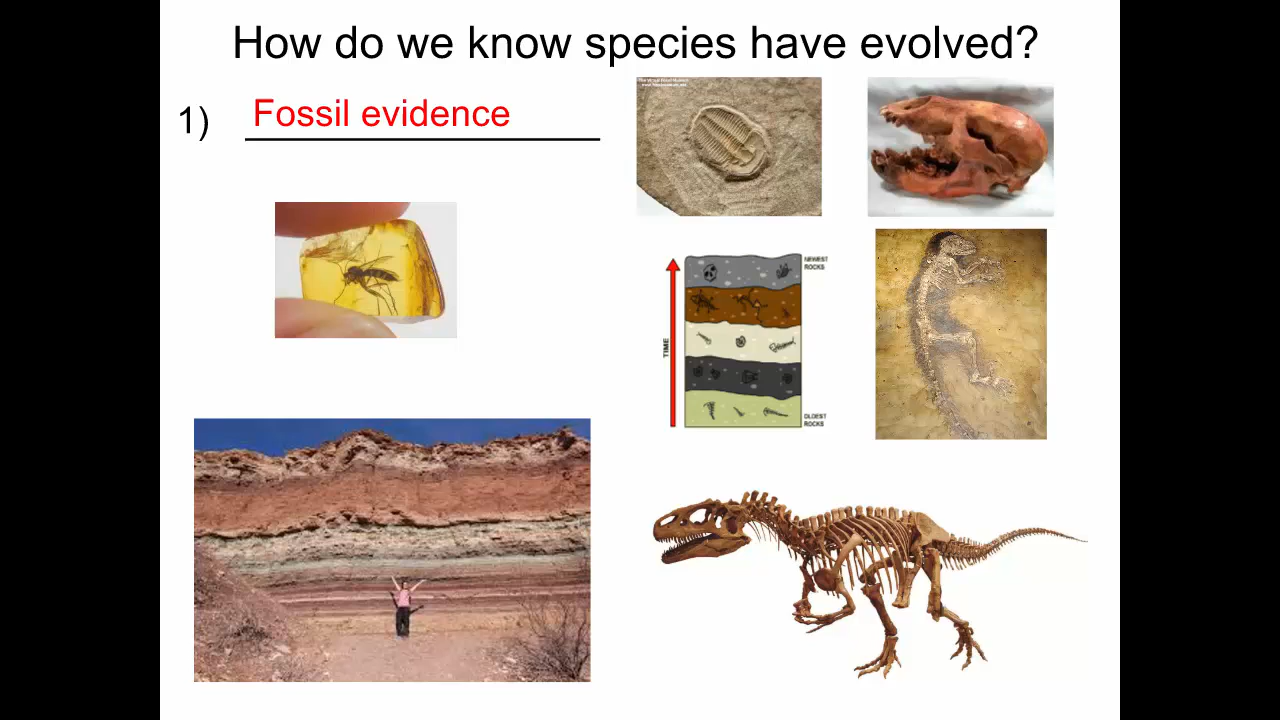 How do we know species have evolved?
1) Fossil evidence
NEWEST
ROCKS
TIME
OLDEST
ROCKS